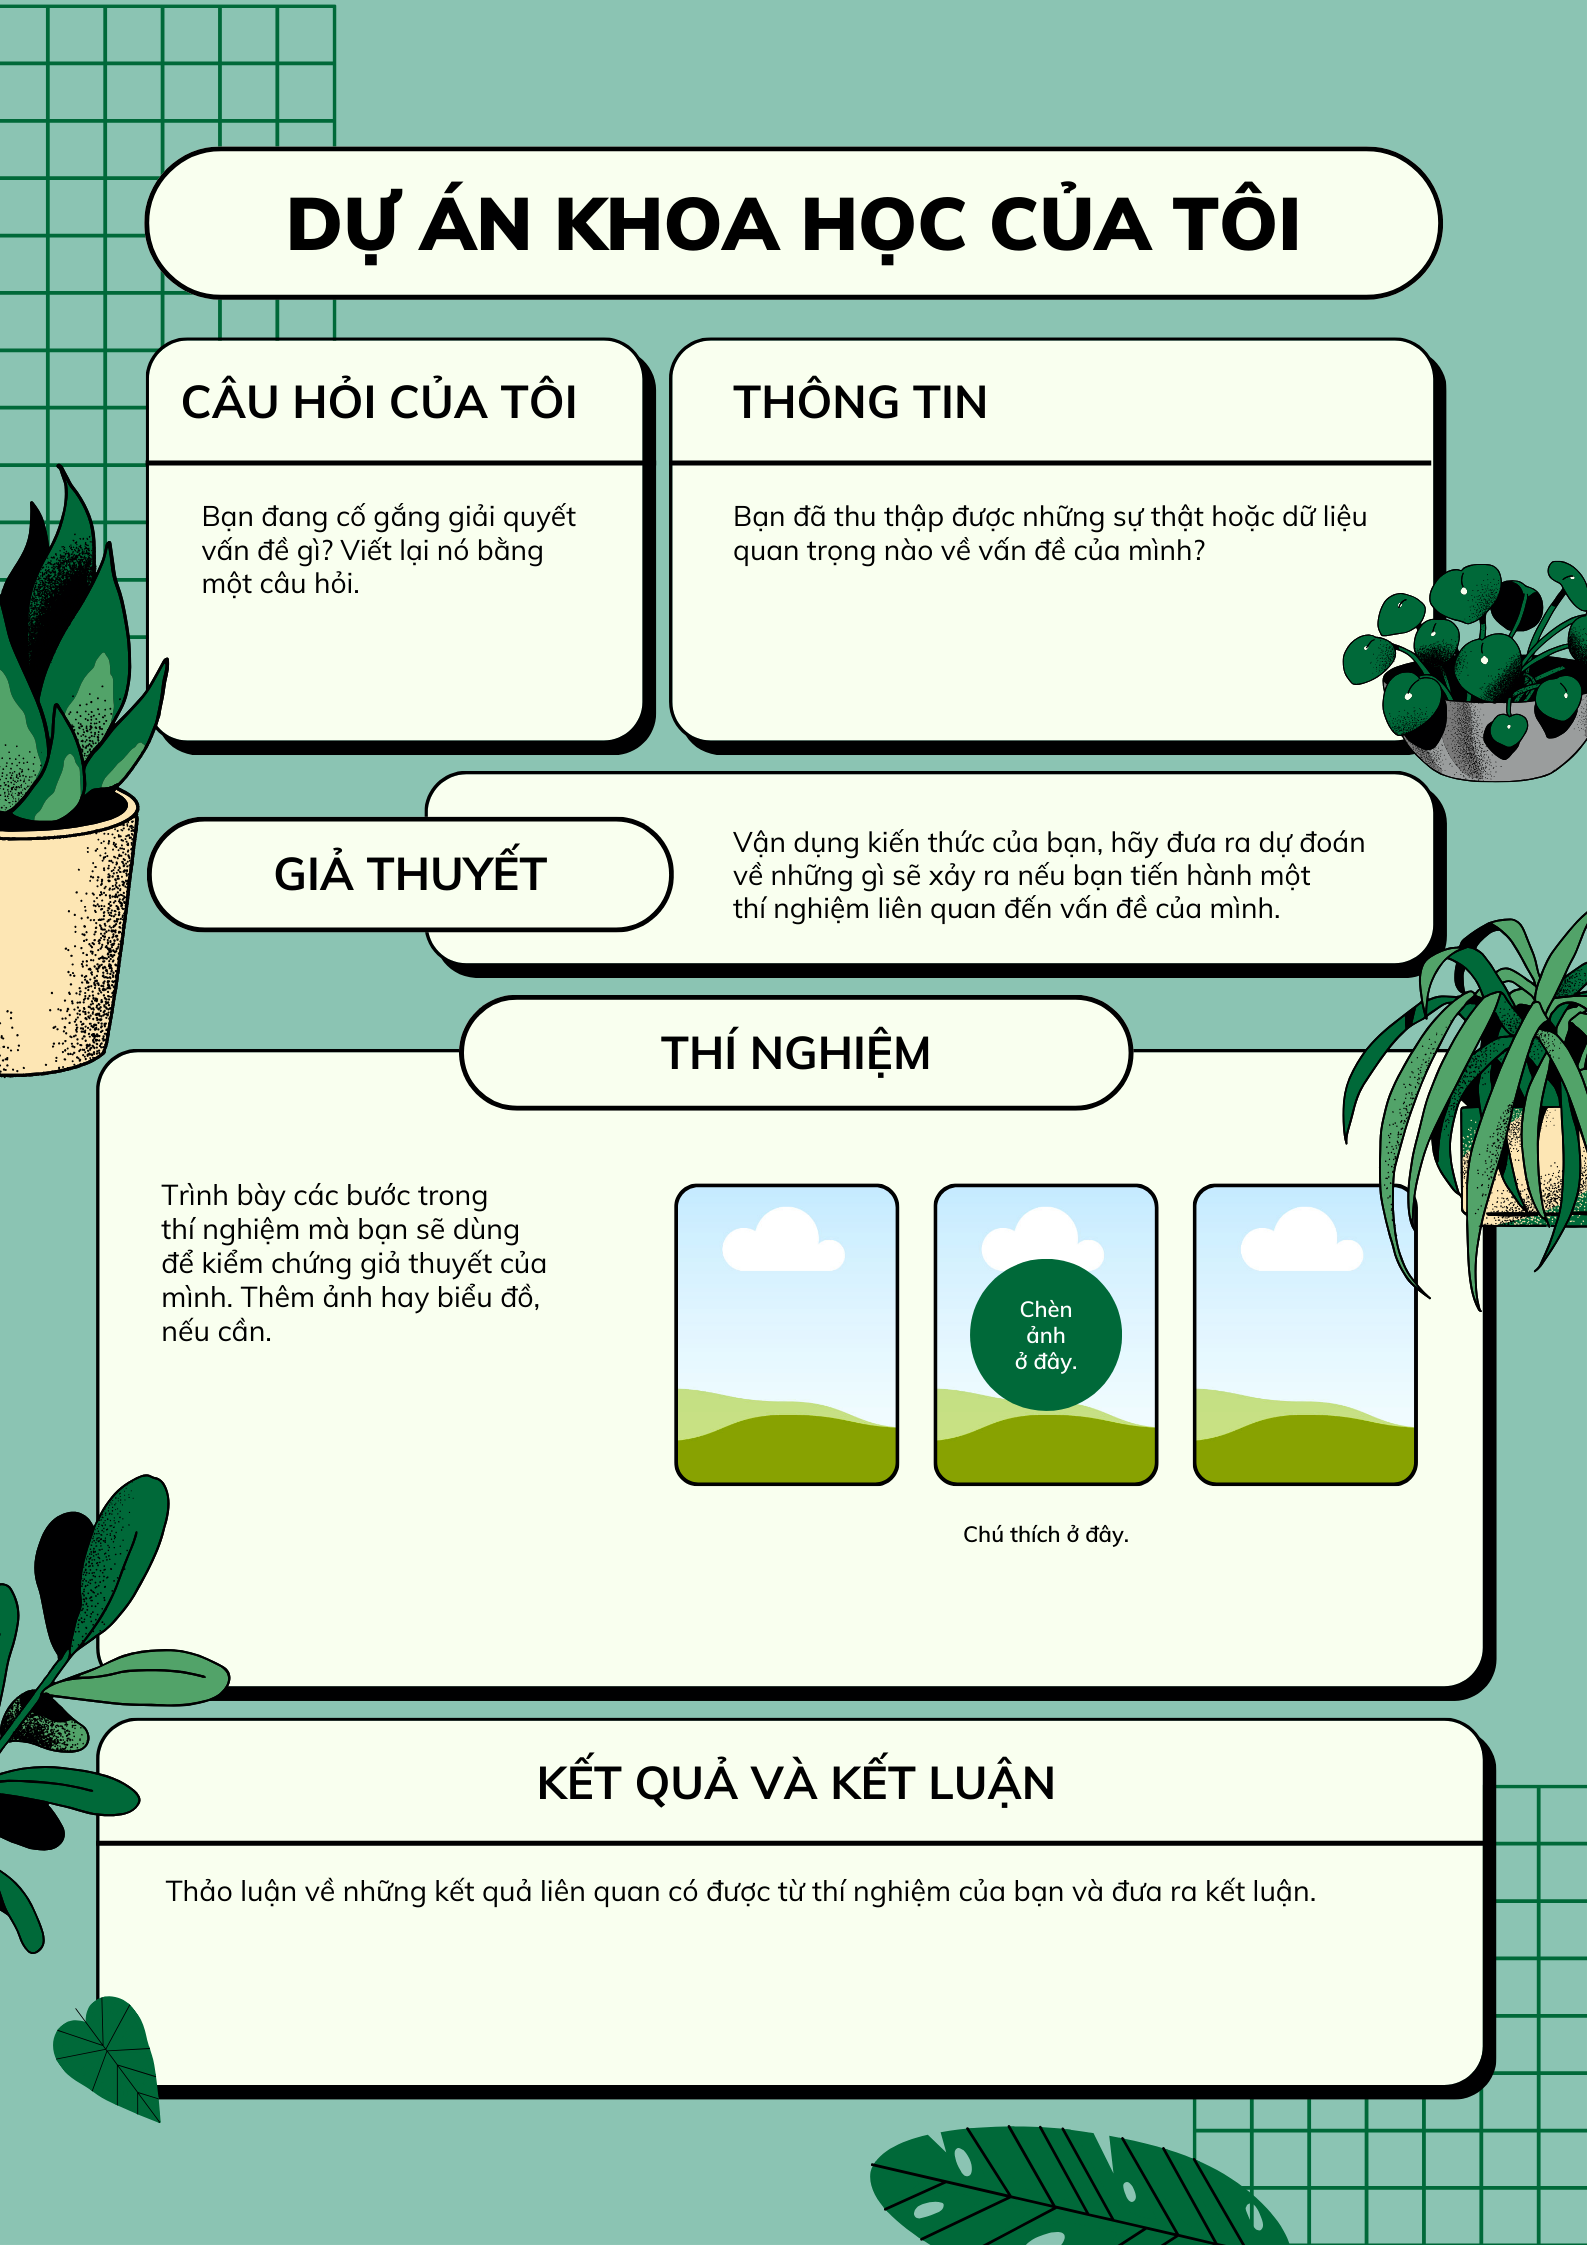 DỰ ÁN KHOA HỌC CỦA TÔI
CÂU HỎI CỦA TÔI
Bạn đang cố gắng giải quyết
vấn đề gì? Viết lại nó bằng
một câu hỏi.
THÔNG TIN
Bạn đã thu thập được những sự thật hoặc dữ liệu
quan trọng nào về vấn đề của mình?
GIẢ THUYẾT
Vận dụng kiến thức của bạn, hãy đưa ra dự đoán
về những gì sẽ xảy ra nếu bạn tiến hành một
thí nghiệm liên quan đến vấn đề của mình.
THÍ NGHIỆM
Trình bày các bước trong
thí nghiệm mà bạn sẽ dùng
để kiểm chứng giả thuyết của
mình. Thêm ảnh hay biểu đồ,
nếu cần.
Chèn
ảnh
ở đây.
Chú thích ở đây.
KẾT QUẢ VÀ KẾT LUẬN
Thảo luận về những kết quả liên quan có được từ thí nghiệm của bạn và đưa ra kết luận.